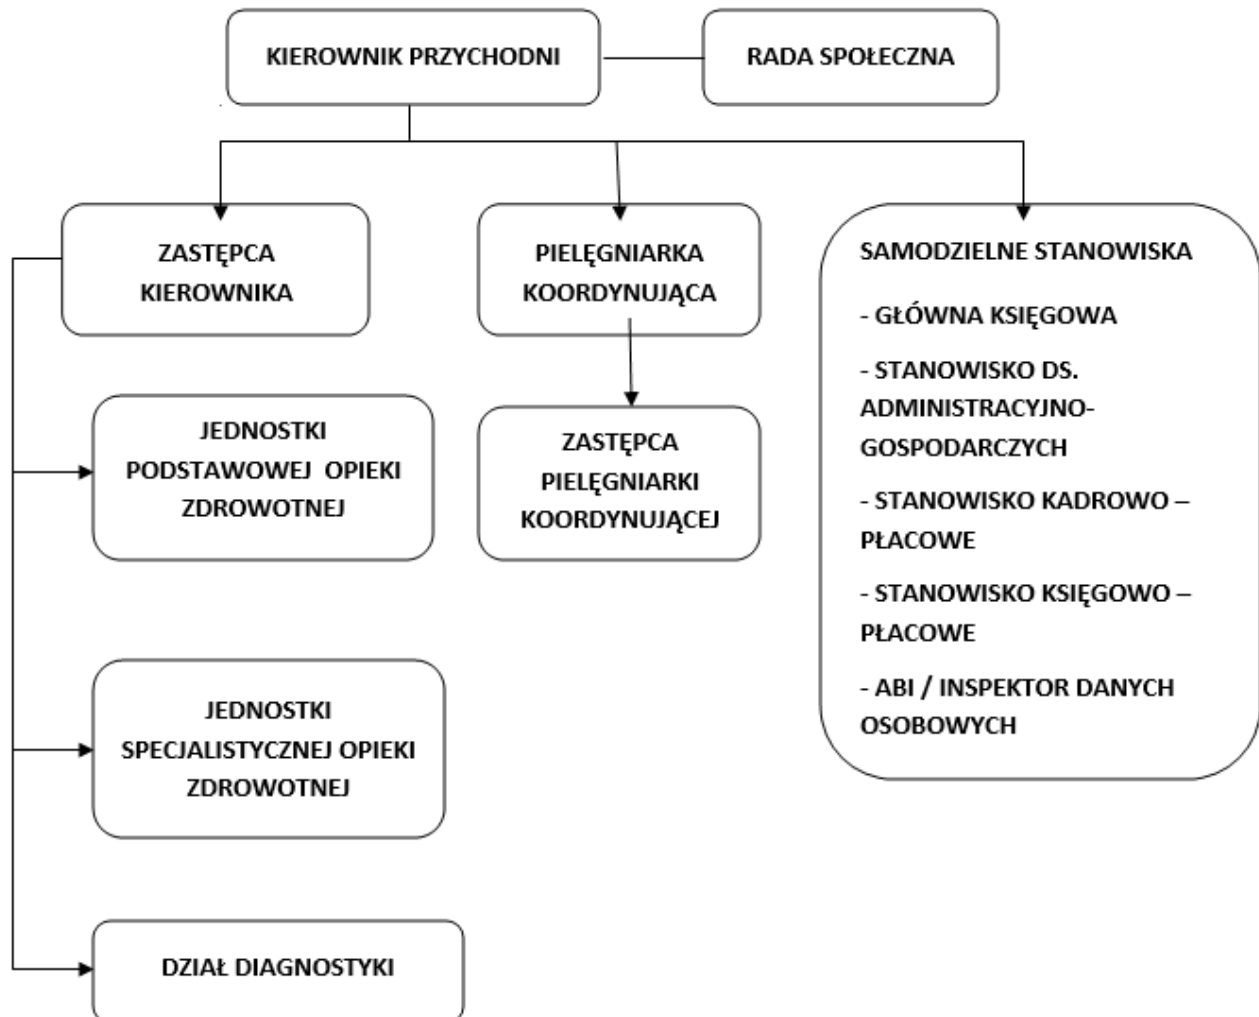 KIEROWNIK PRZYCHODNI
RADA SPOŁECZNA
ZASTĘPCA
KIEROWNIKA
PIELĘGNIARKA
KOORDYNUJĄCA
SAMODZIELNE STANOWISKA
- GŁÓWNA KSIĘGOWA
- STANOWISKO DS.
ADMINISTRACYJNO-
GOSPODARCZYCH
- STANOWISKO KADROWO –
PŁACOWE
- STANOWISKO KSIĘGOWO –
PŁACOWE
- ABI / INSPEKTOR DANYCH
OSOBOWYCH
JEDNOSTKI
PODSTAWOWEJ OPIEKI
ZDROWOTNEJ
ZASTĘPCA
PIELĘGNIARKI
KOORDYNUJĄCEJ
JEDNOSTKI
SPECJALISTYCZNEJ OPIEKI
ZDROWOTNEJ
DZIAŁ DIAGNOSTYKI